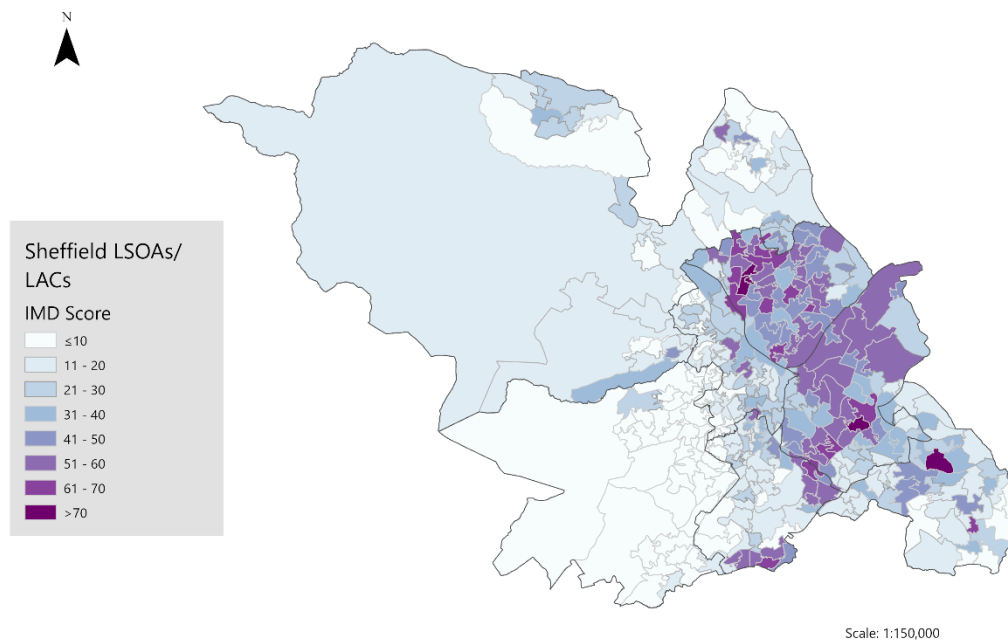 N
Sheffield LSOAs/
LACs
IMD Score
≤10
11 - 20
21 - 30
31 - 40
41 - 50
51 - 60
61 - 70
>70
Scale: 1:150,000